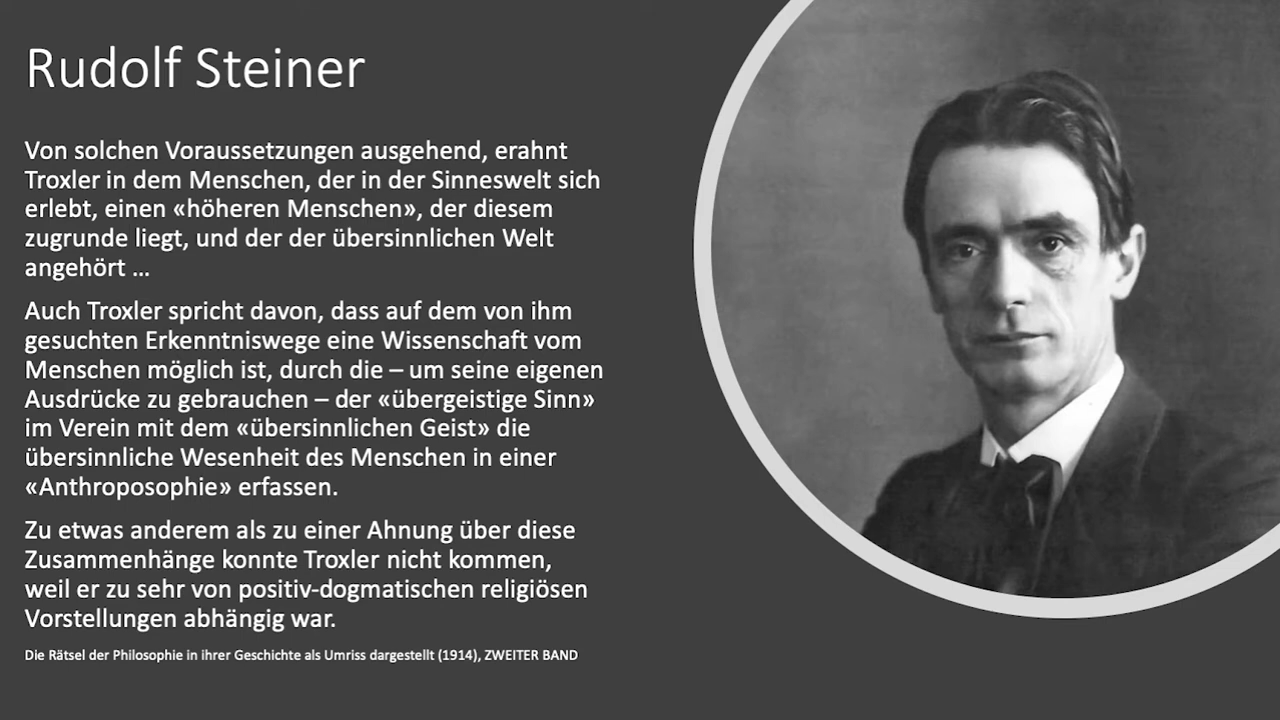 Rudolf Steiner
Von solchen Voraussetzungen ausgehend, erahnt
Troxler in dem Menschen, der in der Sinneswelt sich
erlebt, einen «höheren Menschen», der diesem
zugrunde liegt, und der der übersinnlichen Welt
angehört ...
Auch Troxler spricht davon, dass auf dem von ihm
gesuchten Erkenntniswege eine Wissenschaft vom
Menschen möglich ist, durch die – um seine eigenen
Ausdrücke zu gebrauchen – der «übergeistige Sinn»
im Verein mit dem «übersinnlichen Geist» die
übersinnliche Wesenheit des Menschen in einer
«Anthroposophie» erfassen.
Zu etwas anderem als zu einer Ahnung über diese
Zusammenhänge konnte Troxler nicht kommen,
weil er zu sehr von positiv-dogmatischen religiösen
Vorstellungen abhängig war.
Die Rätsel der Philosophie in ihrer Geschichte als Umriss dargestellt (1914), ZWEITER BAND